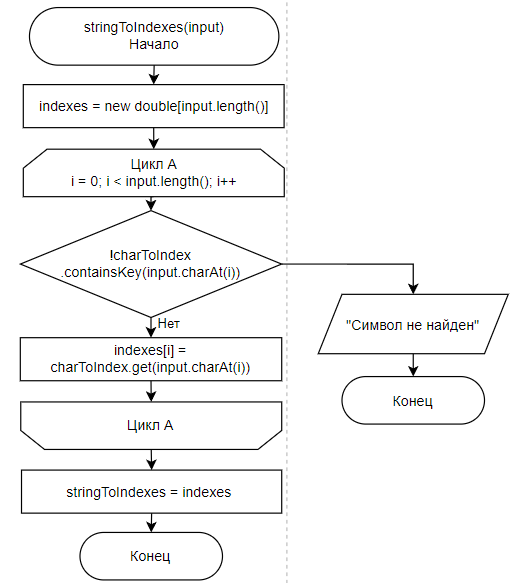 stringToIndexes(input)
Начало
indexes = new double[input.length()]
Цикл А
i = 0; i < input.length(); i++
!charToIndex
.containsKey(input.charAt(i))
Нет
"Символ не найден"
indexes[i] =
charToIndex.get(input.charAt(i))
Конец
Цикл А
stringToIndexes = indexes
Конец